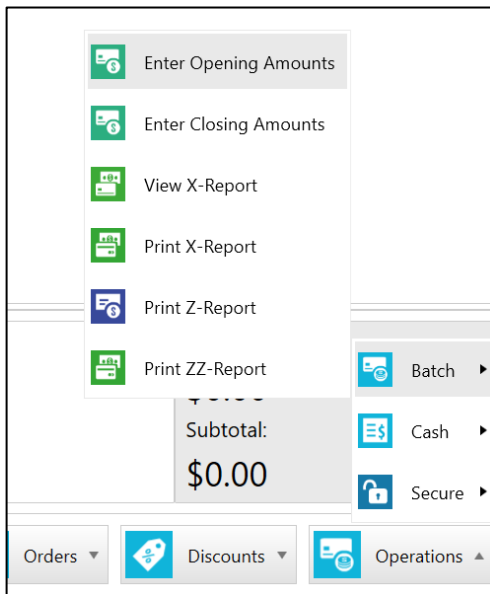 Enter Opening Amounts
Enter Closing Amounts
View X-Report
Print X-Report
Print Z-Report
Print ZZ-Report
Batch
Subtotal:
Cash
$0.00
Secure
Orders
Discounts
Operations